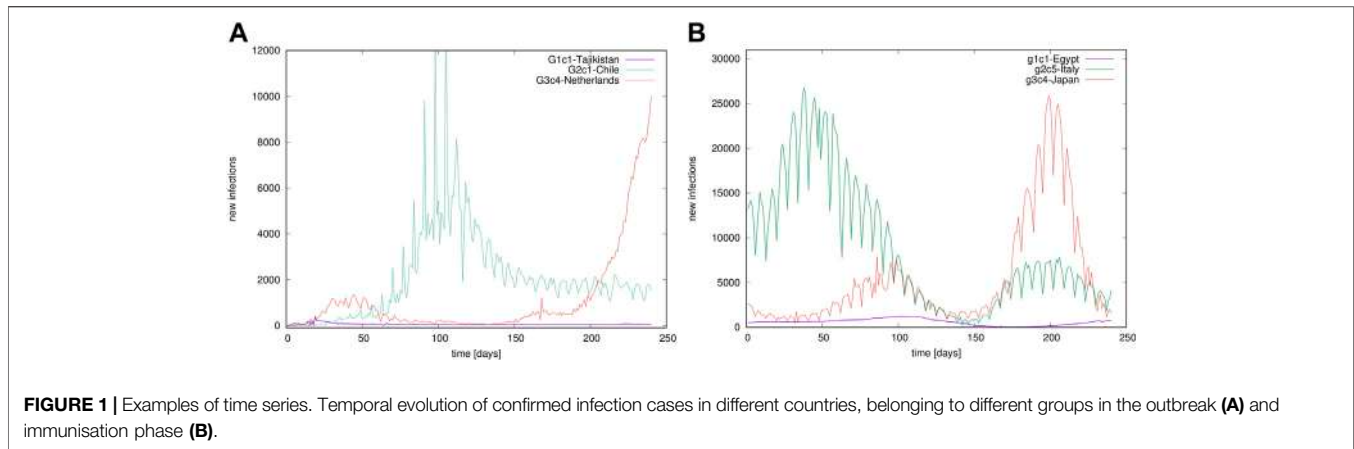 A
12000
10000
8000
6000
4000
2000
0
new infections
0 50 100 150 200 250
time [days]
G1c1-Tajikistan
G2c1-Chile
G3c4-Netherlands
B
30000
25000
20000
15000
10000
5000
0
new infections
0 50 100 150 200 250
time [days]
g1c1-Egypt
g2c5-Italy
g3c4-Japan
FIGURE 1 | Examples of time series. Temporal evolution of confirmed infection cases in different countries, belonging to different groups in the outbreak (A) and
immunisation phase (B).